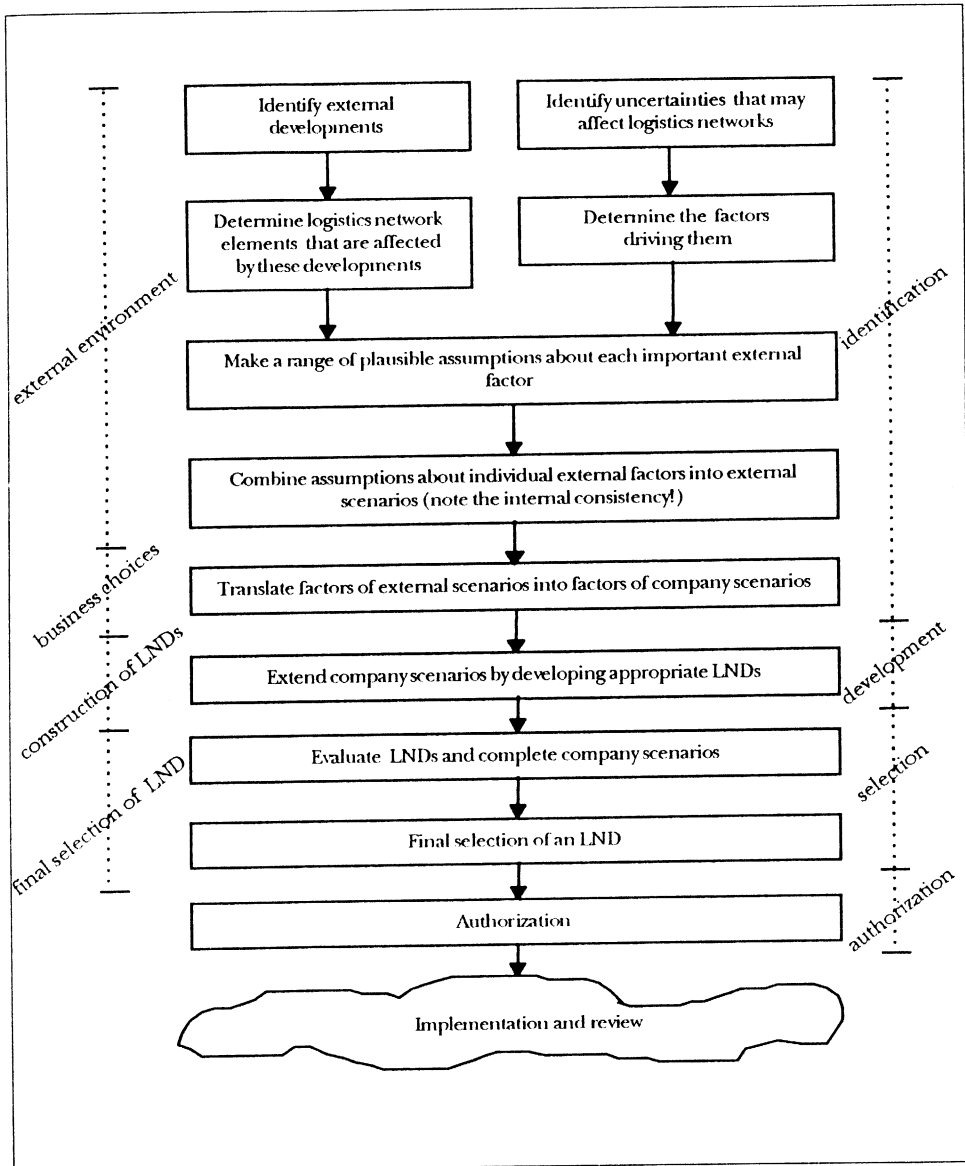 Identify external
developments
Identify uncertainties that may
affect logistics networks
Determine logistics network
elements that are affected
by these developments
Determine the factors
driving them
external environment
identification
Make a range of plausible assumptions about each important external
factor
Combine assumptions about individual external factors into external
scenarios (note the internal consistency!)
business choices
Translate factors of external scenarios into factors of company scenarios
construction of LNDs
development
Extend company scenarios by developing appropriate LNDs
final selection of LND
selection
Evaluate LNDs and complete company scenarios
Final selection of an LND
authorization
Authorization
Implementation and review